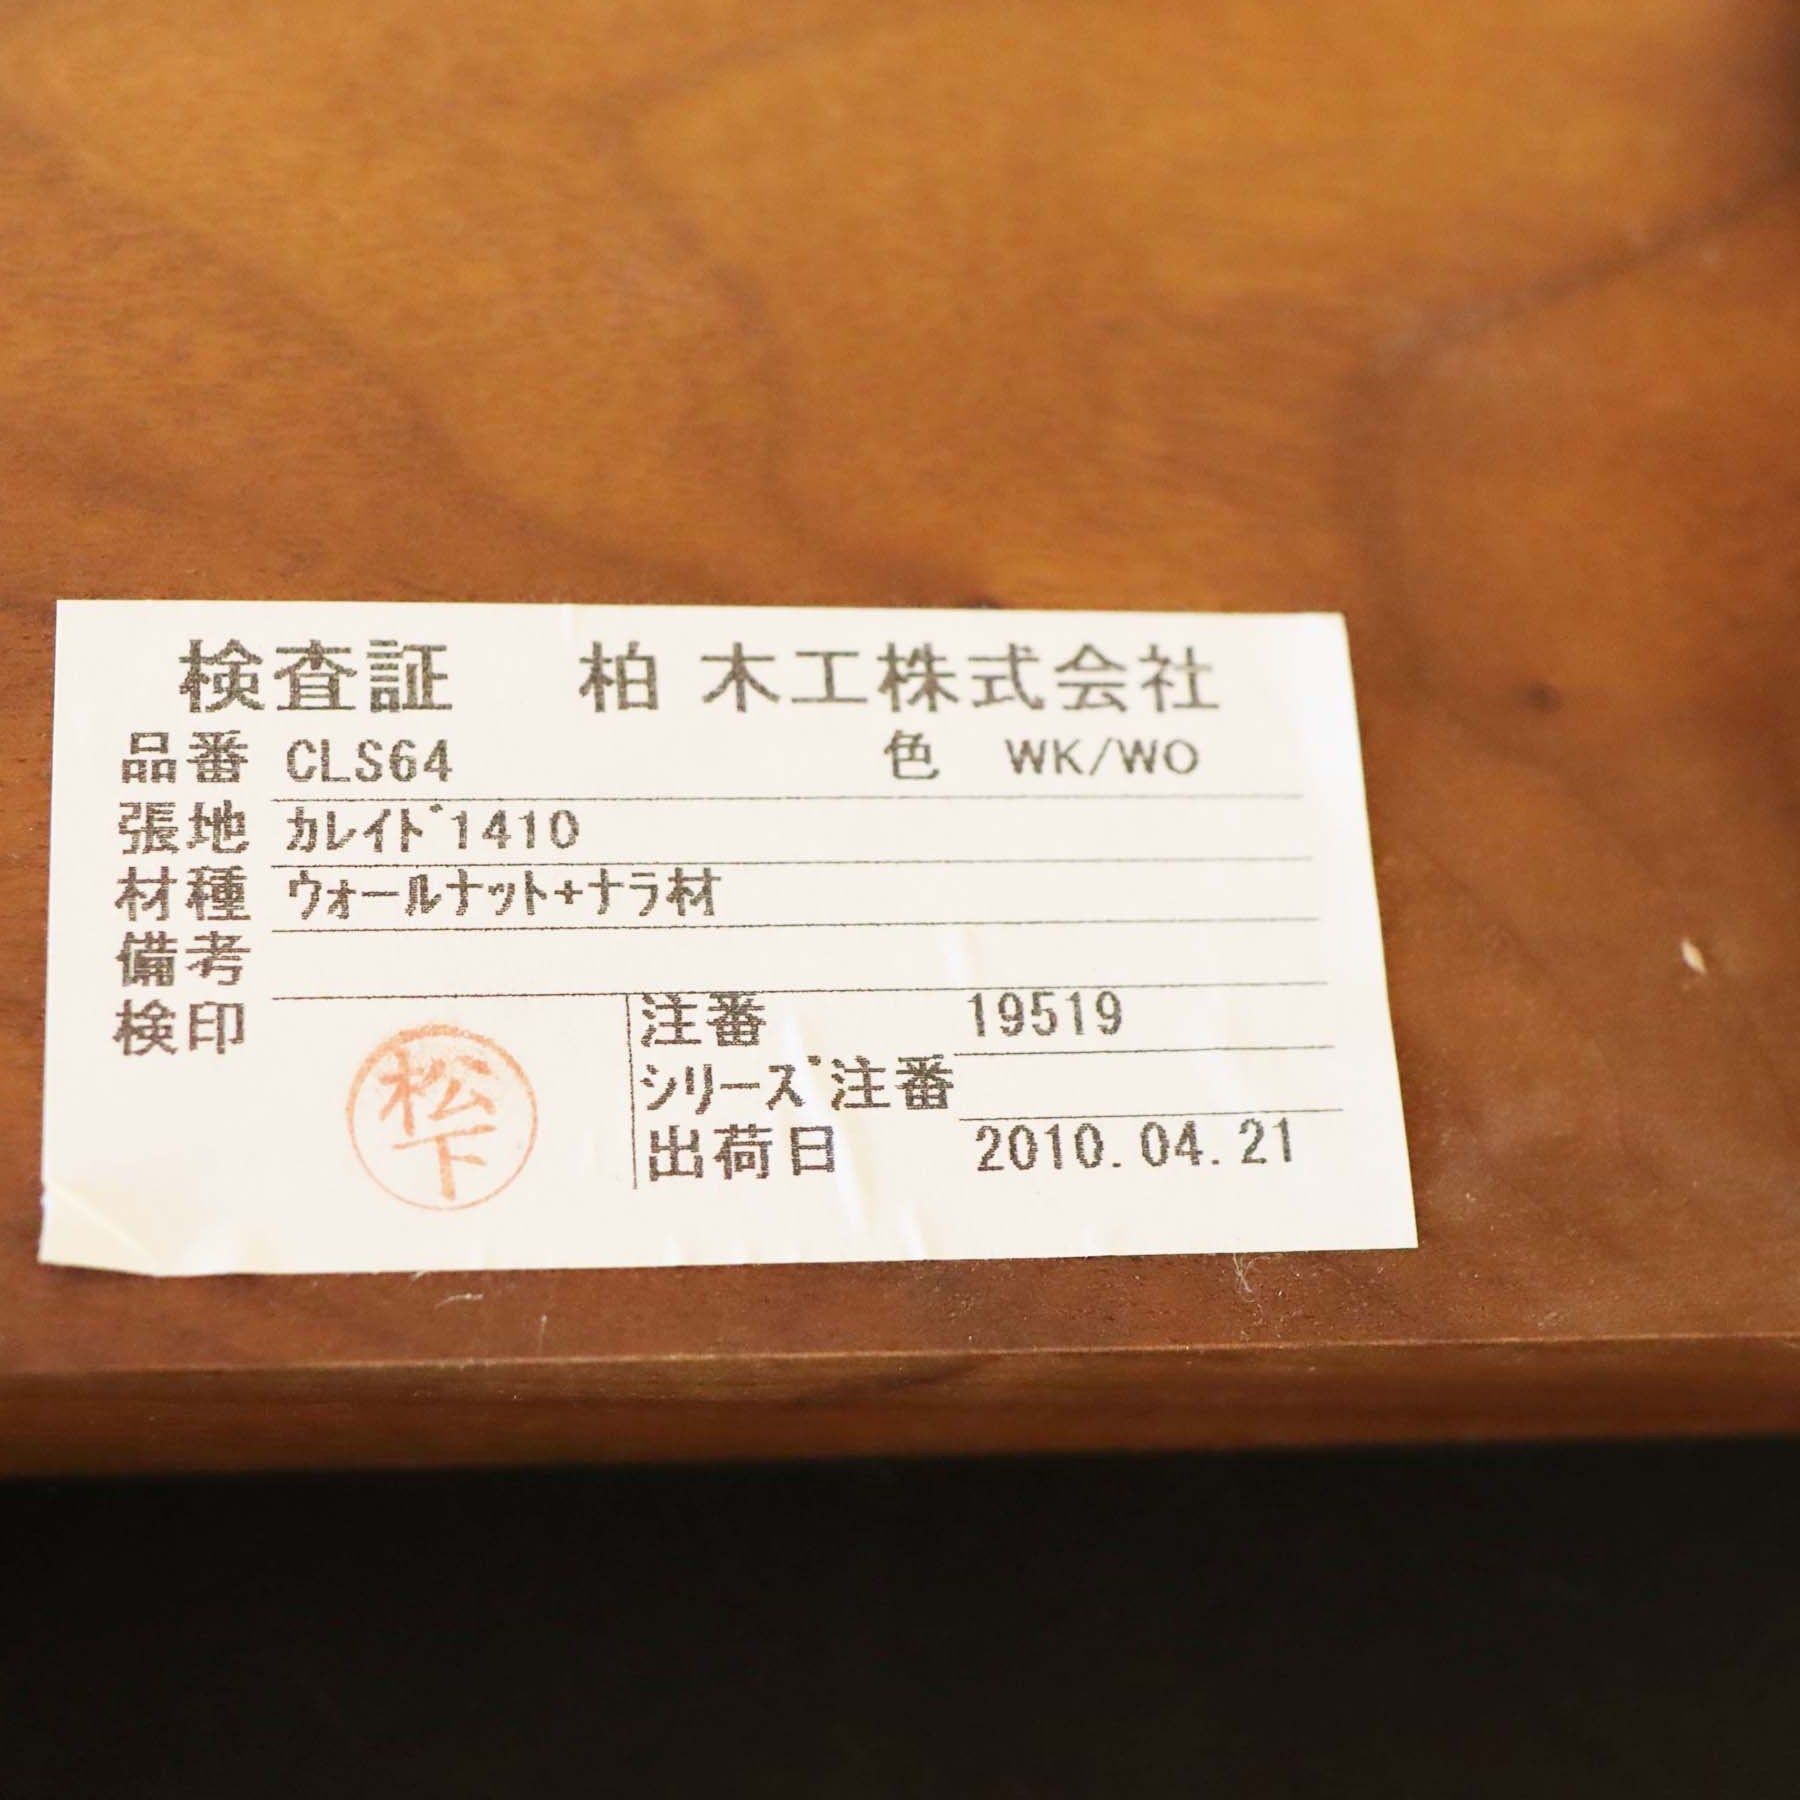 検査証 柏 木工株式会社
品番 CLS64 色 WK/WO
張地 ｶﾚｲﾄﾞ1410
材種 ｳｫｰﾙﾅｯﾄ+ﾅﾗ材
備考
検印 注番 19519
松下
ｼﾘｰｽﾞ注番
出荷日 2010.04.21